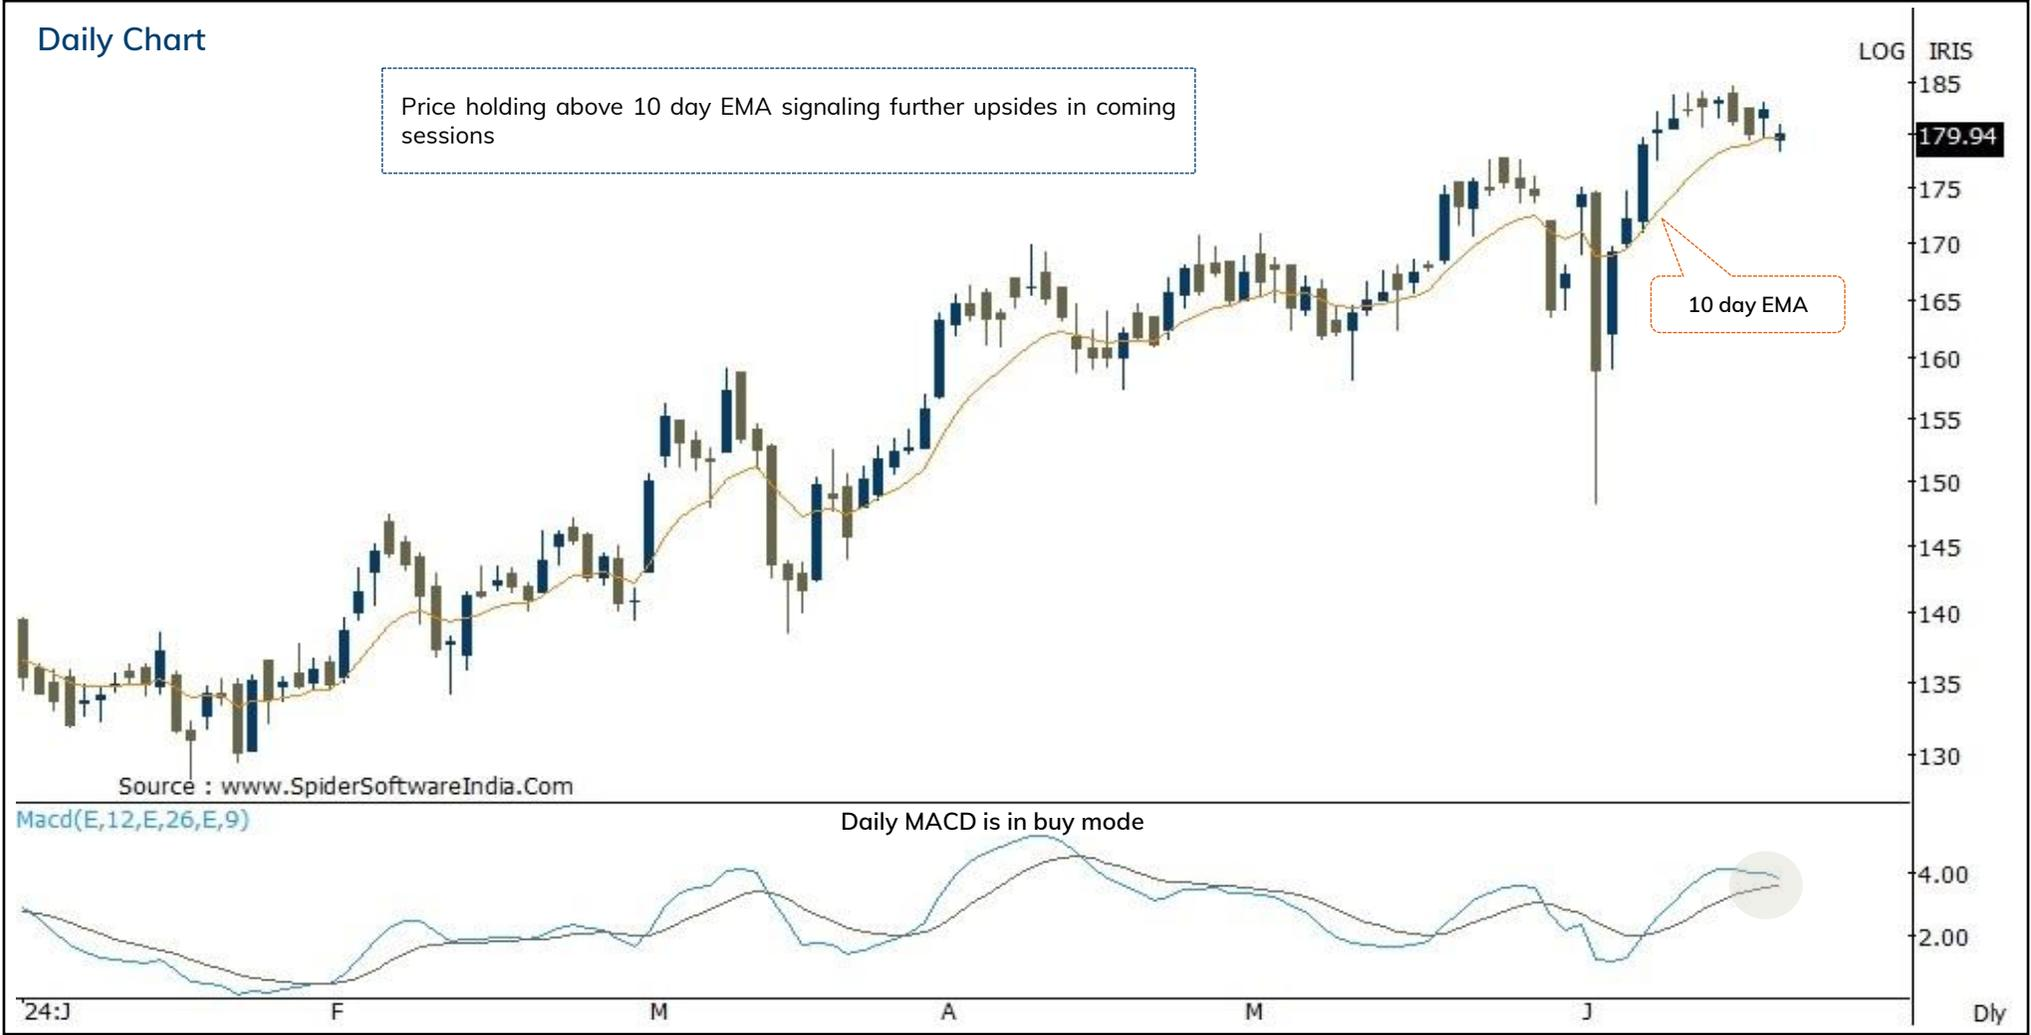 Daily Chart
LOG IRIS
Price holding above 10 day EMA signaling further upsides in coming
sessions
185
179.94
175
170
165
160
155
150
145
140
135
130
10 day EMA
Source : www.SpiderSoftwareIndia.Com
Macd(E,12,E,26,E,9)
Daily MACD is in buy mode
4.00
2.00
'24:J F M A M J Dly